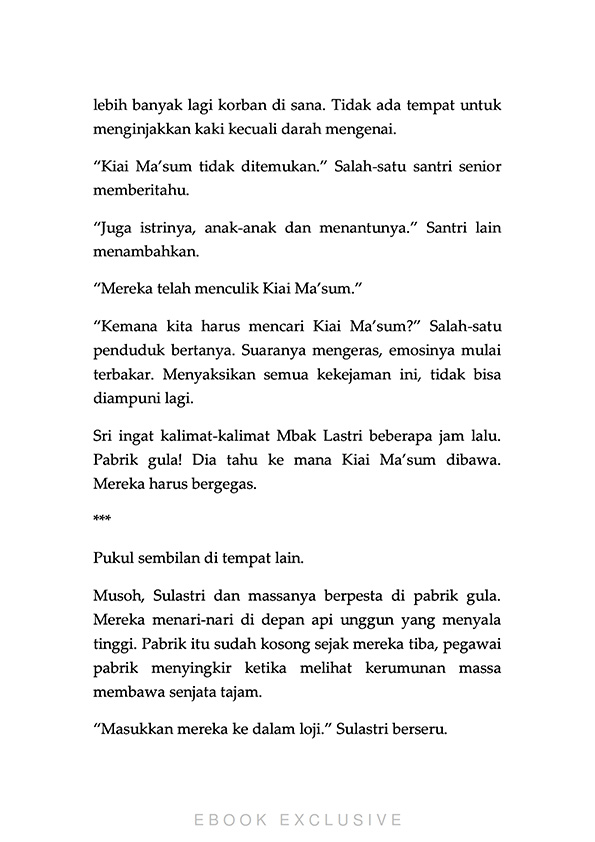 lebih banyak lagi korban di sana. Tidak ada tempat untuk
menginjakkan kaki kecuali darah mengenai.
“Kiai Ma’sum tidak ditemukan.” Salah-satu santri senior
memberitahu.
“Juga istrinya, anak-anak dan menantunya.” Santri lain
menambahkan.
“Mereka telah menculik Kiai Ma’sum.”
“Kemana kita harus mencari Kiai Ma’sum?” Salah-satu
penduduk bertanya. Suaranya mengeras, emosinya mulai
terbakar. Menyaksikan semua kekejaman ini, tidak bisa
diampuni lagi.
Sri ingat kalimat-kalimat Mbak Lastri beberapa jam lalu.
Pabrik gula! Dia tahu ke mana Kiai Ma’sum dibawa.
Mereka harus bergegas.
***
Pukul sembilan di tempat lain.
Musoh, Sulastri dan massanya berpesta di pabrik gula.
Mereka menari-nari di depan api unggun yang menyala
tinggi. Pabrik itu sudah kosong sejak mereka tiba, pegawai
pabrik menyingkir ketika melihat kerumunan massa
membawa senjata tajam.
“Masukkan mereka ke dalam loji.” Sulastri berseru.
EBOOK EXCLUSIVE